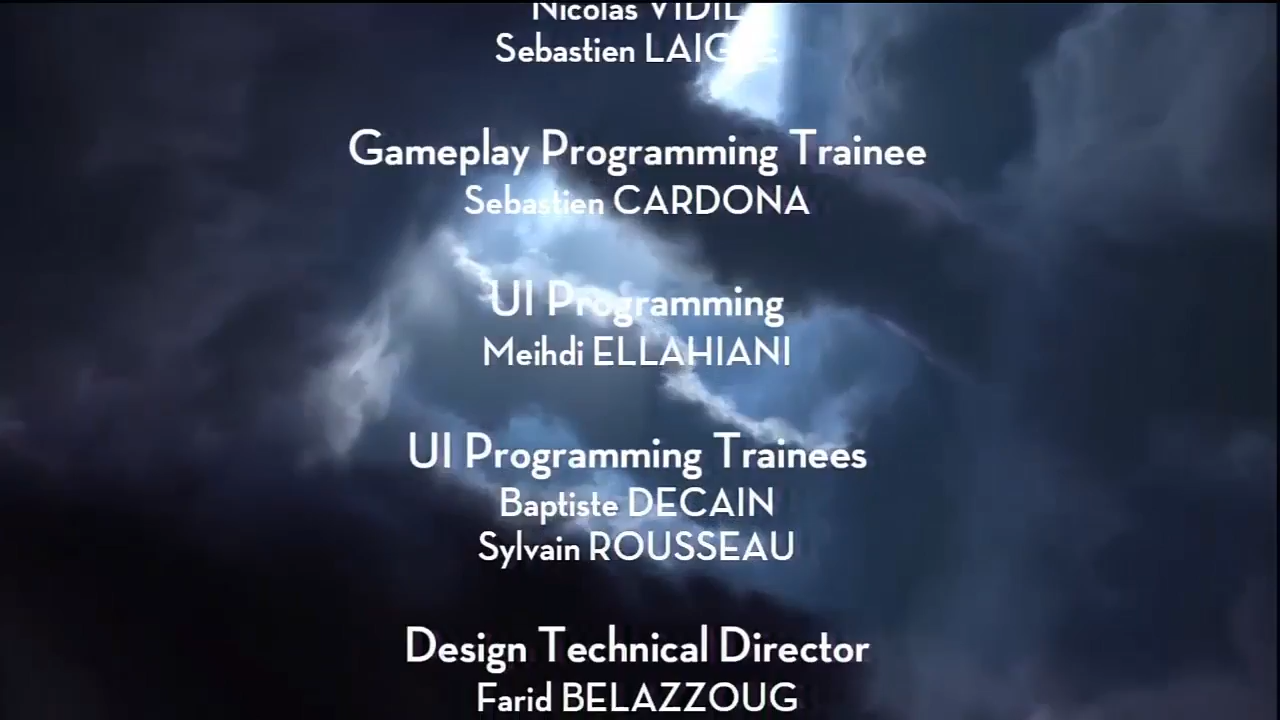 Nicolas
Sebastien
Gameplay Programming Trainee
Sebastien CARDONA
UI Programming
Meihdi ELLAHIANI
UI Programming Trainees
Baptiste DECAIN
Sylvain ROUSSEAU
Design Technical Director
Farid BELAZZOUG